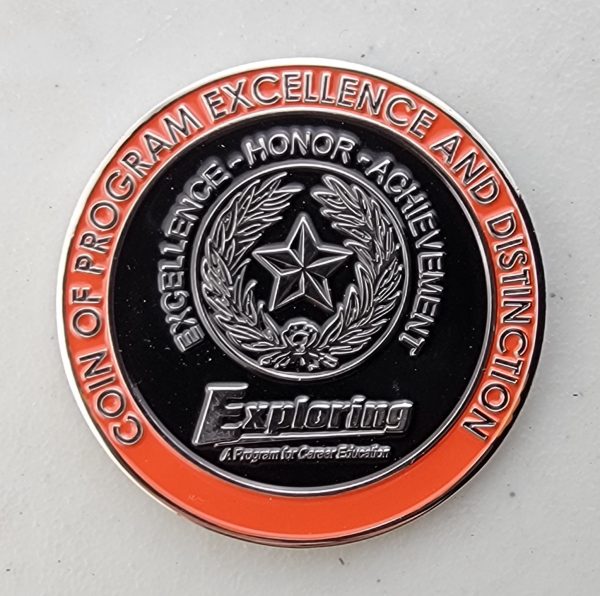 COIN OF PROGRAM EXCELLENCE AND DISTINCTION
EXCELLENCE - HONOR - ACHIEVEMENT
Exploring
A Program for Career Education